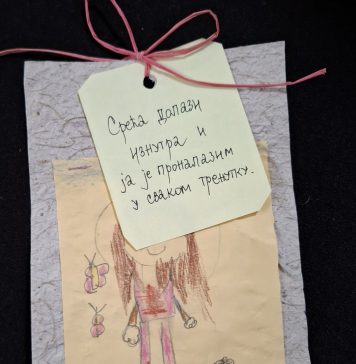 Срећа долази
изнутра и
ја је проналазим
у сваком тренутку.